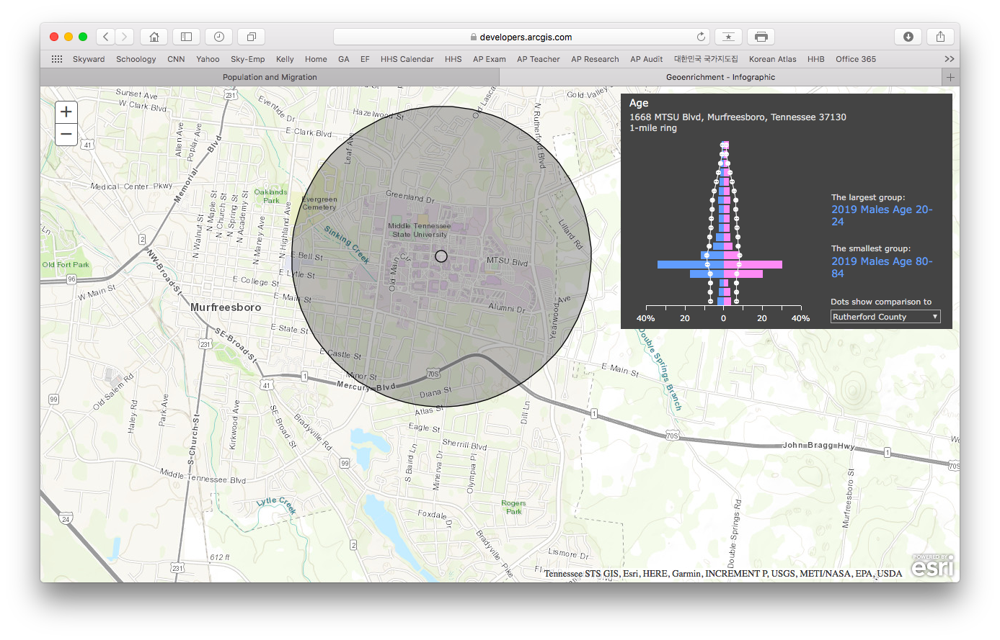 developers.arcgis.com
Skyward Schoology CNN Yahoo Sky-Emp Kelly Home GA EF HHS Calendar HHS AP Exam AP Teacher AP Research AP Audit 대한민국 국가지도집 Korean Atlas HHB Office 365
Population and Migration
Geoenrichment - Infographic
Age
1668 MTSU Blvd, Murfreesboro, Tennessee 37130
1-mile ring
The largest group:
2019 Males Age 20-
24
The smallest group:
2019 Males Age 80-
84
Dots show comparison to
Rutherford County
40% 20 0 20 40%
Sunset Ave
W Clark Blvd
231
Evenfide Dr
Hazelwood St
Old Lasca
Gold Valley
N Rutherford Blvd
E Clark Blvd
Leaf Ave
Allen Ave
Poplar Ave
41
Memorial Blvd
Medical Center Pkwy
Oaklands
Park
Evergreen
Cemetery
Greenland Dr
N Maple St
N Church St
N Spring St
N Academy St
N Walnut St
N Maney Ave
N Highland Ave
Middle Tennessee
State University
Sinking Creek
Lillard Rd
Ln
2
NW Broad St
E Bell St
Old Main Cir
MTSU Blvd
Old Fort Park
96
E Lytle St
E College St
W Main St
E Main St
Alumni Dr
Yearwood Ave
Murfreesboro
E State St
SE Broad St
231
E Castle St
Double Springs Branch
Minor St
70S
E Main St
1
Mercury Blvd
41
Old Salem Rd
99
Diana St
Atlas St
Haley Rd
Park Ave
Kirkwood Ave
SE Broad St
Bradyville Rd
Dill Ln
1
Eagle St
70S
Sherrill Blvd
John Bragg Hwy
1
Wo
70S
S Church St
99
S Baird Ln
Minerva Dr
Olympia Pl
Middle Tennessee Blvd
Murfreesboro St
Lytle Creek
Rogers
Park
24
Foxdale Dr
Double Springs Rd
2
Bradyville Pike
Lismore Dr
612 ft
231
Fl
Tennessee STS GIS, Esri, HERE, Garmin, INCREMENT P, USGS, METI/NASA, EPA, USDA
POWERED BY
esri